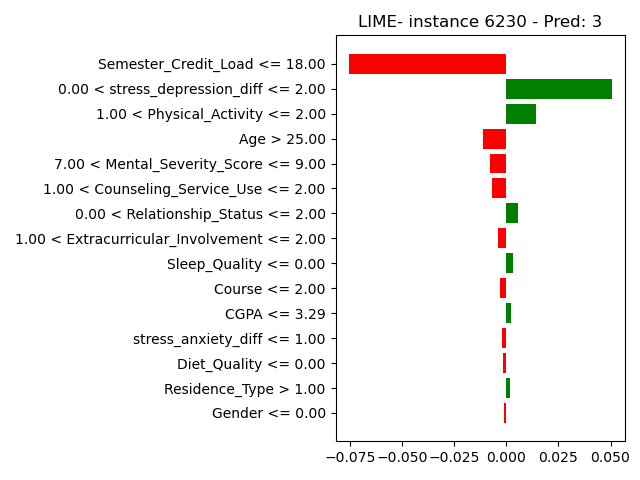 LIME- instance 6230 - Pred: 3
Semester_Credit_Load <= 18.00
0.00 < stress_depression_diff <= 2.00
1.00 < Physical_Activity <= 2.00
Age > 25.00
7.00 < Mental_Severity_Score <= 9.00
1.00 < Counseling_Service_Use <= 2.00
0.00 < Relationship_Status <= 2.00
1.00 < Extracurricular_Involvement <= 2.00
Sleep_Quality <= 0.00
Course <= 2.00
CGPA <= 3.29
stress_anxiety_diff <= 1.00
Diet_Quality <= 0.00
Residence_Type > 1.00
Gender <= 0.00
−0.075 −0.050 −0.025 0.000 0.025 0.050